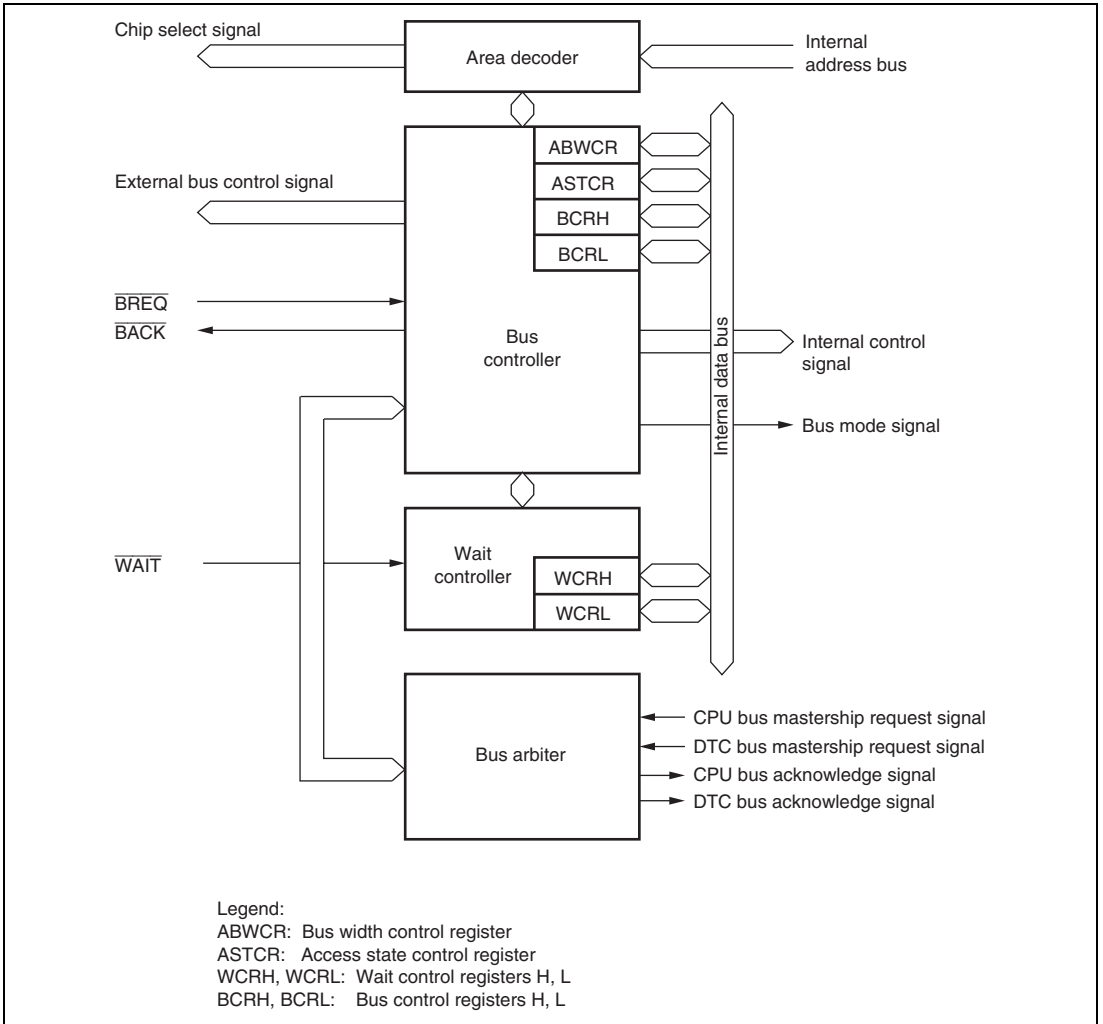 Chip select signal
Area decoder
Internal
address bus
ABWCR
ASTCR
External bus control signal
BCRH
BCRL
BREQ
BACK
Bus
controller
Internal data bus
Internal control
signal
Bus mode signal
WAIT
Wait
controller
WCRH
WCRL
Bus arbiter
CPU bus mastership request signal
DTC bus mastership request signal
CPU bus acknowledge signal
DTC bus acknowledge signal
Legend:
ABWCR: Bus width control register
ASTCR: Access state control register
WCRH, WCRL: Wait control registers H, L
BCRH, BCRL: Bus control registers H, L